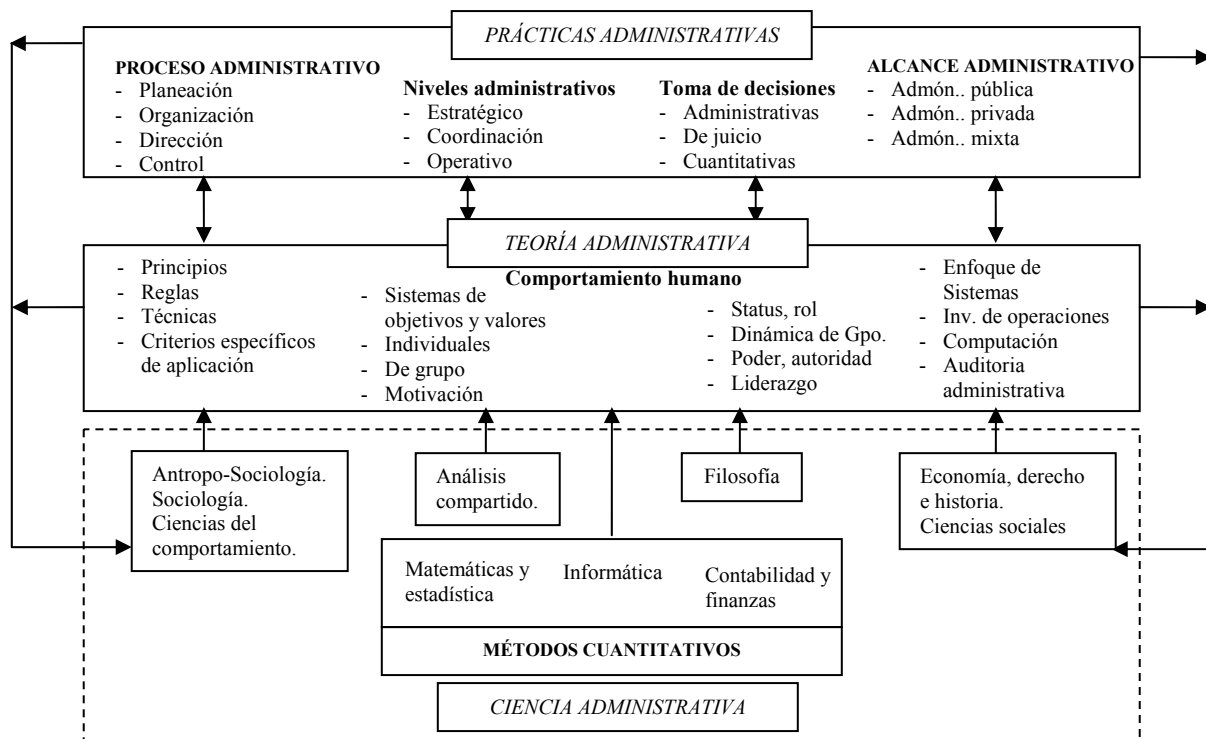 PRÁCTICAS ADMINISTRATIVAS
PROCESO ADMINISTRATIVO
- Planeación
- Organización
- Dirección
- Control
Niveles administrativos
- Estratégico
- Coordinación
- Operativo
Toma de decisiones
- Administrativas
- De juicio
- Cuantitativas
ALCANCE ADMINISTRATIVO
- Admón.. pública
- Admón.. privada
- Admón.. mixta
TEORÍA ADMINISTRATIVA
Comportamiento humano
- Principios
- Reglas
- Técnicas
- Criterios específicos
de aplicación
- Sistemas de
objetivos y valores
- Individuales
- De grupo
- Motivación
- Status, rol
- Dinámica de Gpo.
- Poder, autoridad
- Liderazgo
- Enfoque de
Sistemas
- Inv. de operaciones
- Computación
- Auditoria
administrativa
Antropo-Sociología.
Sociología.
Ciencias del
comportamiento.
Análisis
compartido.
Filosofía
Economía, derecho
e historia.
Ciencias sociales
Matemáticas y
estadística
Informática
Contabilidad y
finanzas
MÉTODOS CUANTITATIVOS
CIENCIA ADMINISTRATIVA